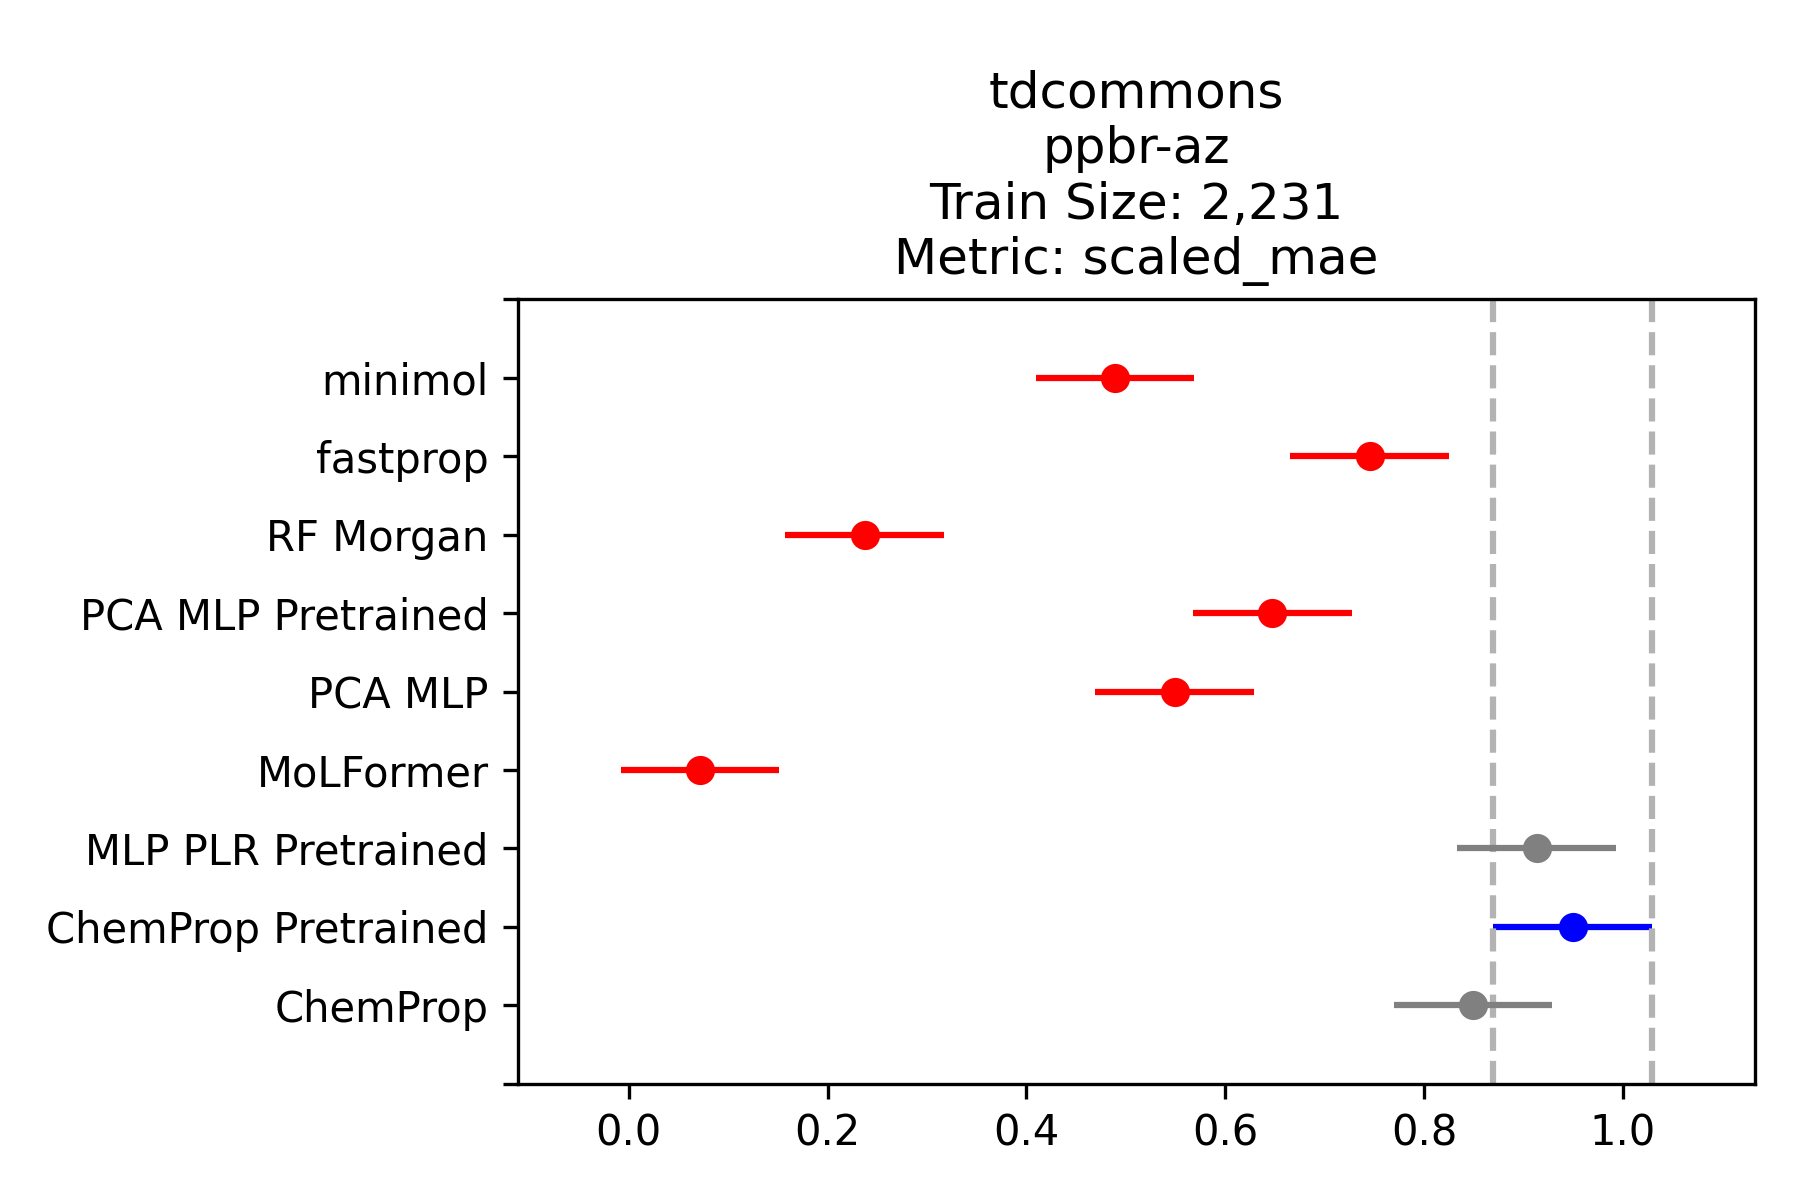 tdcommons
ppbr-az
Train Size: 2,231
Metric: scaled_mae
minimol
fastprop
RF Morgan
PCA MLP Pretrained
PCA MLP
MoLFormer
MLP PLR Pretrained
ChemProp Pretrained
ChemProp
0.0 0.2 0.4 0.6 0.8 1.0